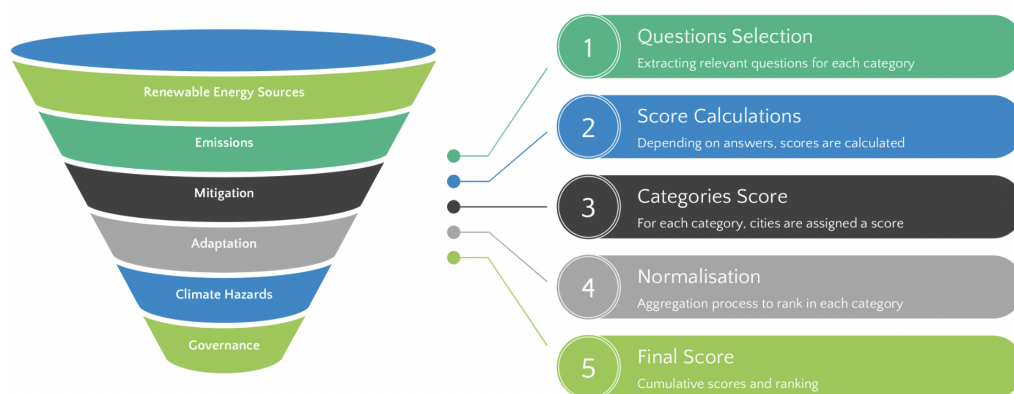 Renewable Energy Sources
Emissions
Mitigation
Adaptation
Climate Hazards
Governance
1
Questions Selection
Extracting relevant questions for each category
2
Score Calculations
Depending on answers, scores are calculated
3
Categories Score
For each category, cities are assigned a score
4
Normalisation
Aggregation process to rank in each category
5
Final Score
Cumulative scores and ranking